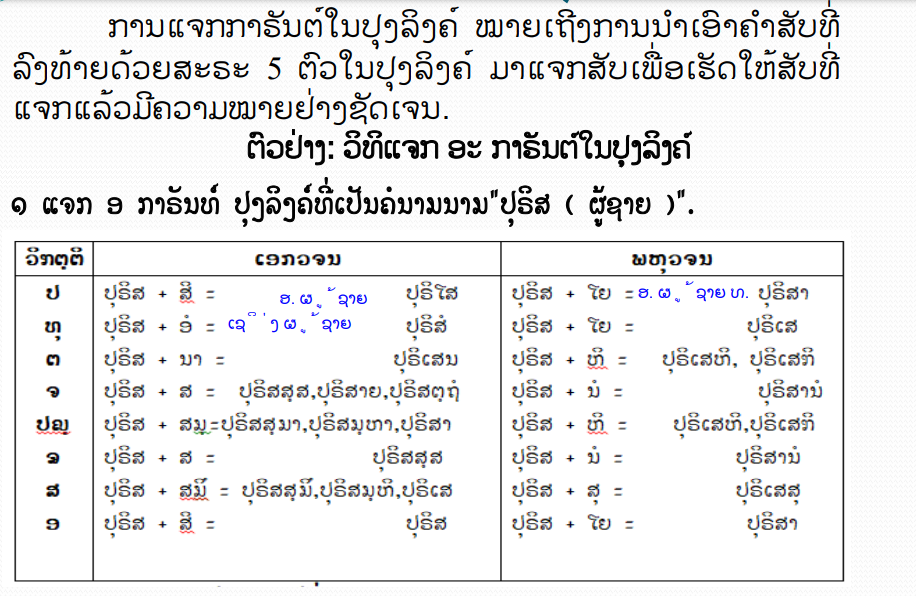 ການແຈກກາຣັນຕ໌ໃນປຸງລິງຄ໌ ໝາຍເຖິງການນຳເອົາຄຳສັບທີ່
ລົງທ້າຍດ້ວຍສະຣະ 5 ຕົວໃນປຸງລິງຄ໌ ມາແຈກສັບເພື່ອເຮັດໃຫ້ສັບທີ່
ແຈກແລ້ວມີຄວາມໝາຍຢ່າງຊັດເຈນ.
ຕົວຢ່າງ: ວິທີແຈກ ອະ ກາຣັນຕ໌ໃນປຸງລິງຄ໌
໑ ແຈກ ອ ກາຣັນທ໌ ປຸງລິງຄ໌ທີ່ເປັນຄໍນາມນາມ"ປຸຣິສ ( ຜູ້ຊາຍ )".
ວິກຕ຺ຕິ ເອກວຈນ ພຫຸວຈນ
ປ ປຸຣິສ + ສິ = ອ. ຜູ້ຊາຍ ປຸຣິໂສ ປຸຣິສ + ໂຍ = ອ. ຜູ້ຊາຍ ທ. ປຸຣິສາ
ທຸ ປຸຣິສ + ອໍ = ເຊິ່ງ ຜູ້ຊາຍ ປຸຣິສໍ ປຸຣິສ + ໂຍ = ປຸຣິເສ
ຕ ປຸຣິສ + ນາ = ປຸຣິເສນ ປຸຣິສ + ຫິ = ປຸຣິເສຫິ, ປຸຣິເສຠິ
ຈ ປຸຣິສ + ສ = ປຸຣິສສ຺ສ,ປຸຣິສາຍ,ປຸຣິສຕ຺ຖໍ ປຸຣິສ + ນໍ = ປຸຣິສານໍ
ປຎ຺ ປຸຣິສ + ສມ຺=ປຸຣິສສ຺ມາ,ປຸຣິສມ຺ຫາ,ປຸຣິສາ ປຸຣິສ + ຫິ = ປຸຣິເສຫິ,ປຸຣິເສຠິ
ຉ ປຸຣິສ + ສ = ປຸຣິສສ຺ສ ປຸຣິສ + ນໍ = ປຸຣິສານໍ
ສ ປຸຣິສ + ສມິໍ = ປຸຣິສສ຺ມິໍ,ປຸຣິສມ຺ຫິ,ປຸຣິເສ ປຸຣິສ + ສຸ = ປຸຣິເສສຸ
ອ ປຸຣິສ + ສິ = ປຸຣິສ ປຸຣິສ + ໂຍ = ປຸຣິສາ